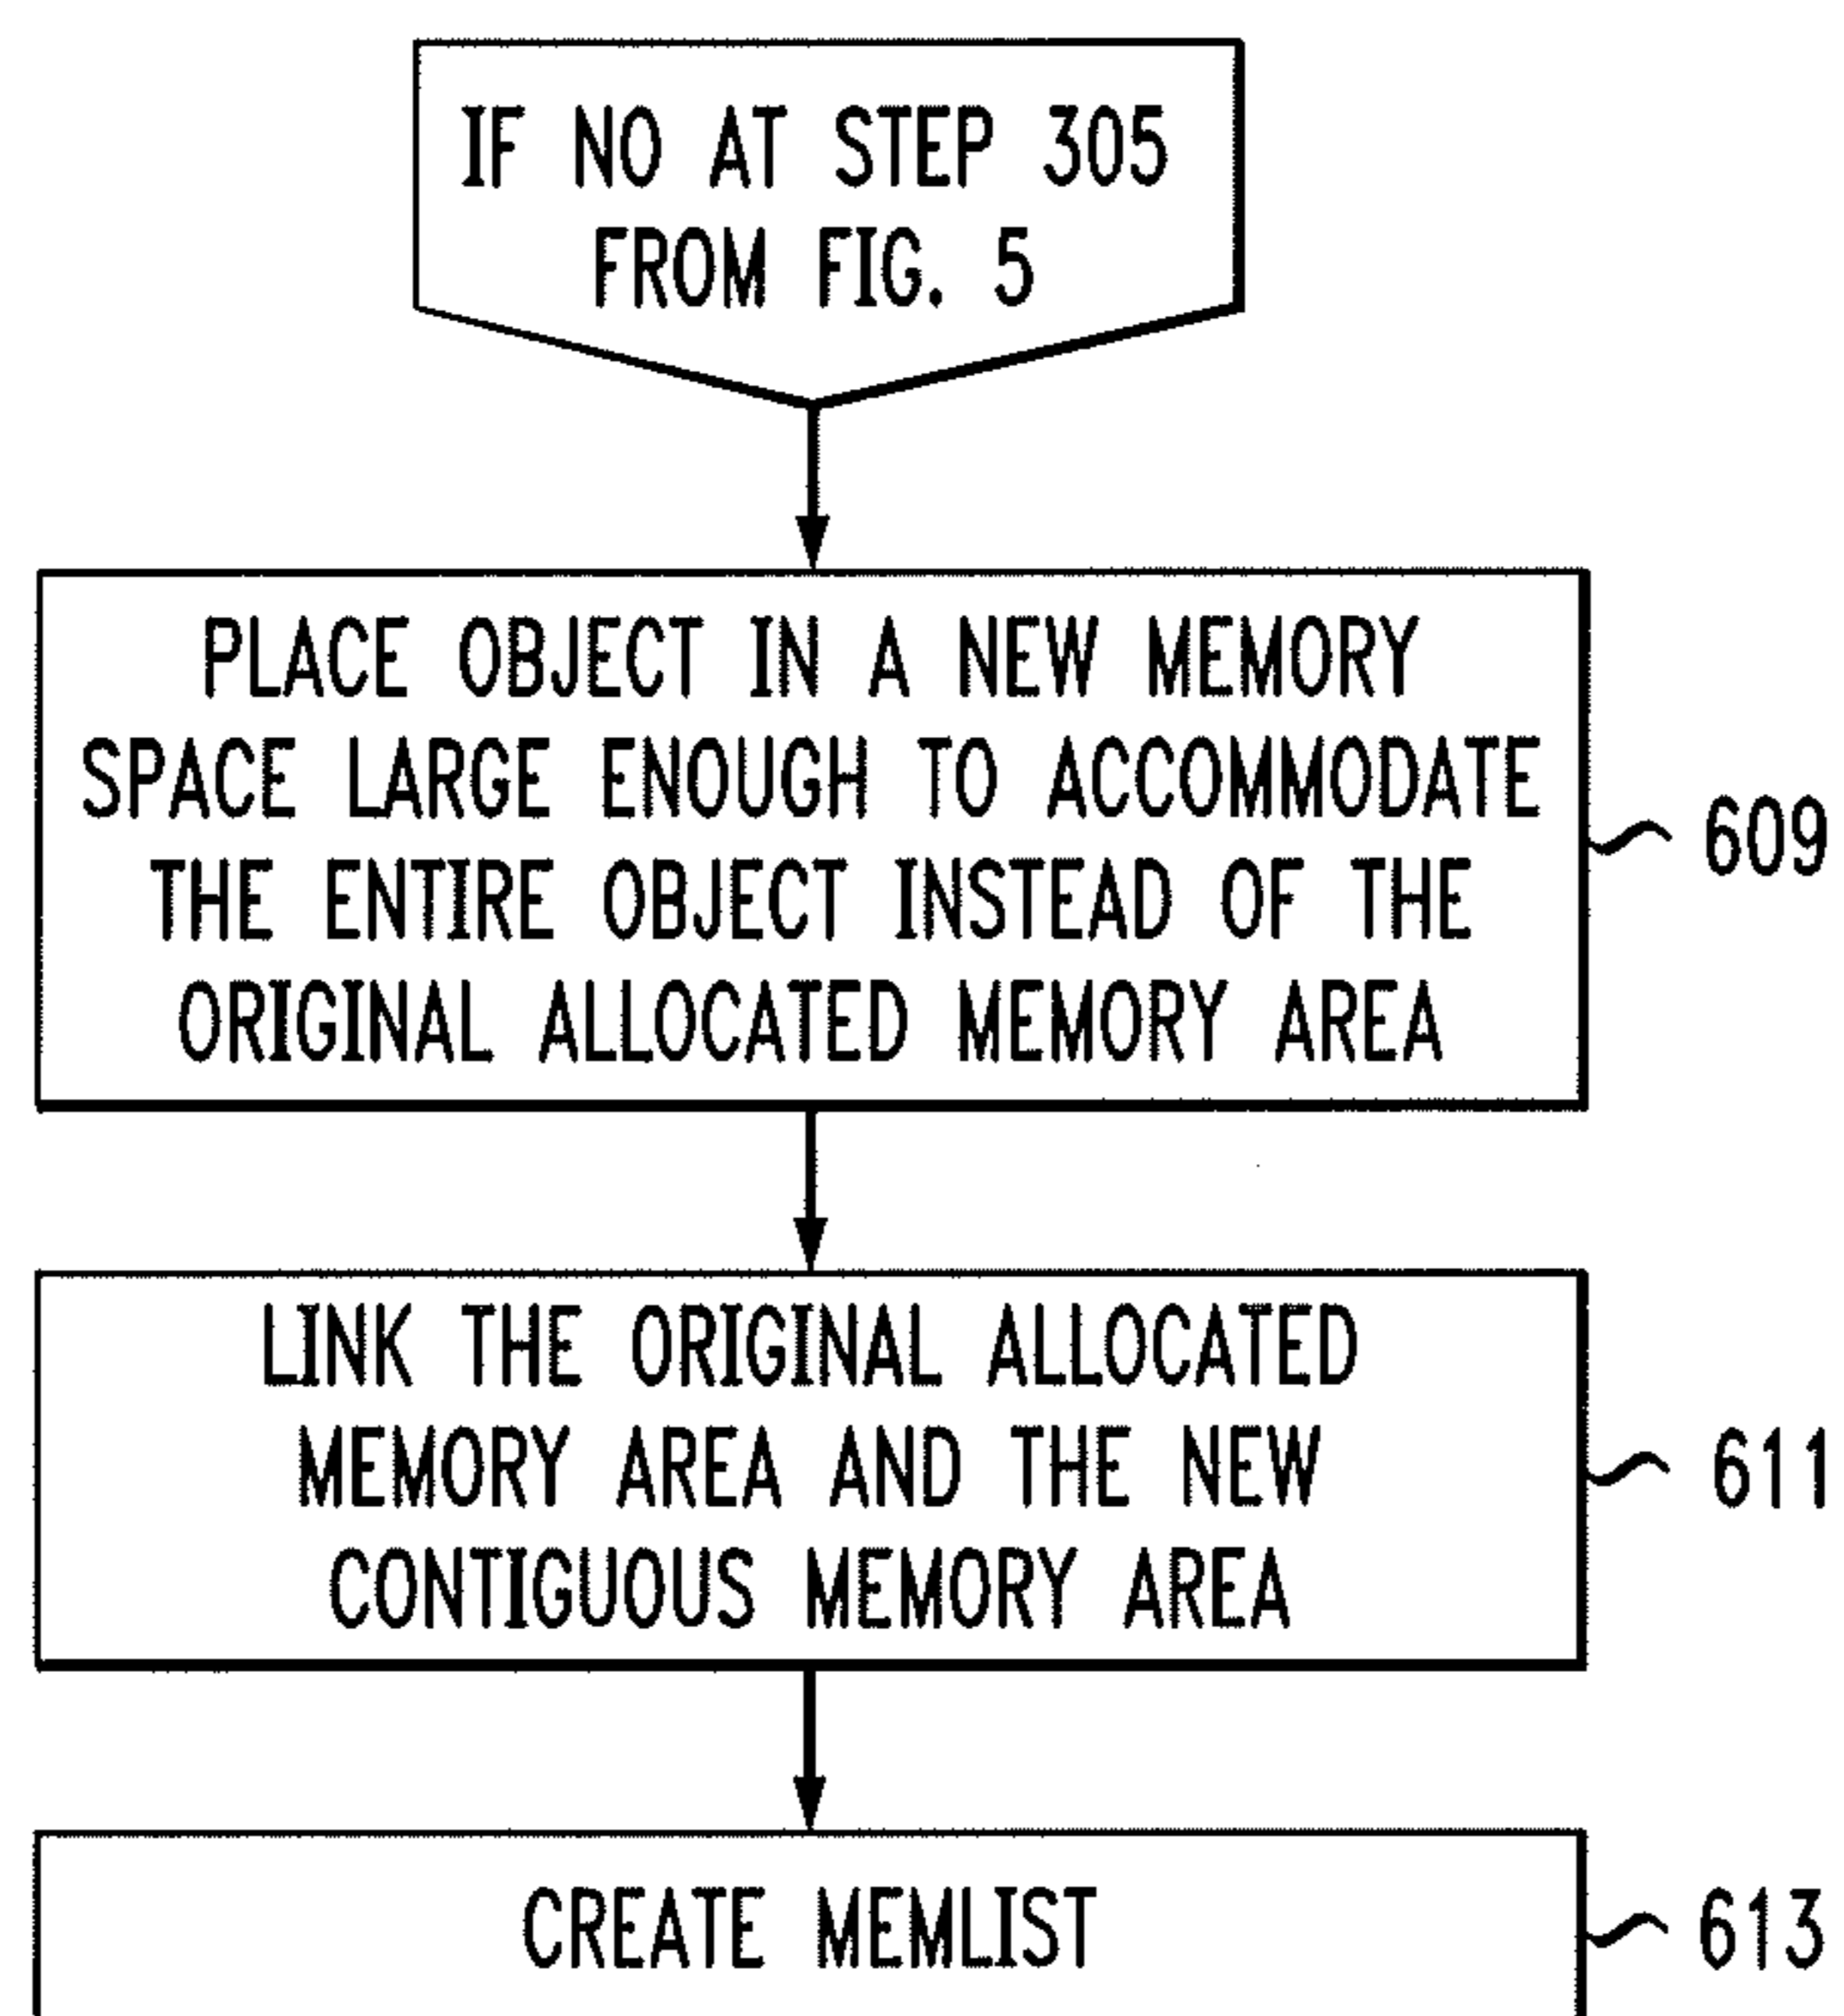 IF NO AT STEP 305
FROM FIG. 5
PLACE OBJECT IN A NEW MEMORY
SPACE LARGE ENOUGH TO ACCOMMODATE
THE ENTIRE OBJECT INSTEAD OF THE
ORIGINAL ALLOCATED MEMORY AREA
609
LINK THE ORIGINAL ALLOCATED
MEMORY AREA AND THE NEW
CONTIGUOUS MEMORY AREA
611
CREATE MEMLIST
613